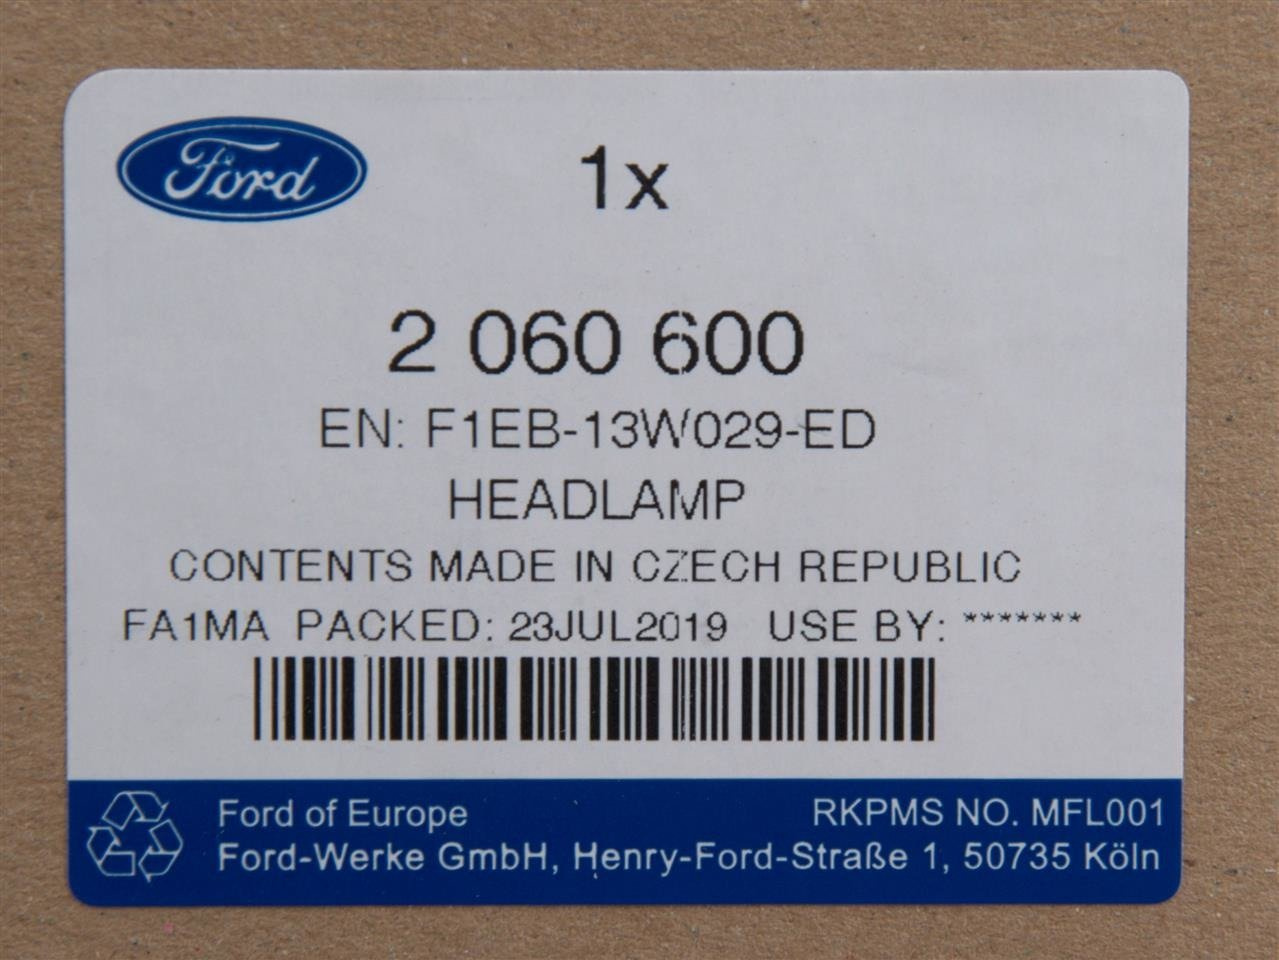 Ford
1x
2 060 600
EN: F1EB-13W029-ED
HEADLAMP
CONTENTS MADE IN CZECH REPUBLIC
FA1MA PACKED: 23JUL2019 USE BY: *******
Ford of Europe RKPMS NO. MFL001
Ford-Werke GmbH, Henry-Ford-Straße 1, 50735 Köln